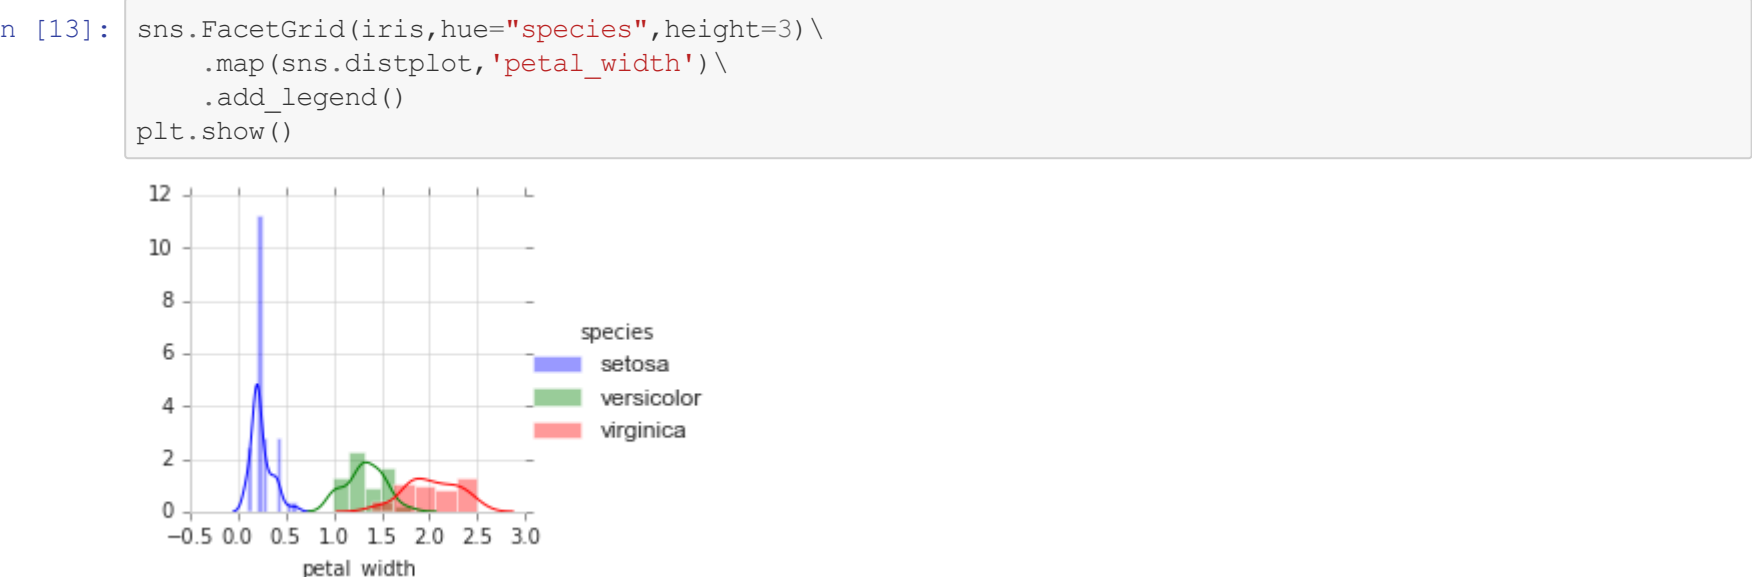 n [13]:
sns.FacetGrid(iris,hue="species",height=3)\
    .map(sns.distplot,'petal_width')\
    .add_legend()
plt.show()
12
10
8
6
4
2
0
−0.5 0.0 0.5 1.0 1.5 2.0 2.5 3.0
petal_width
species
setosa
versicolor
virginica